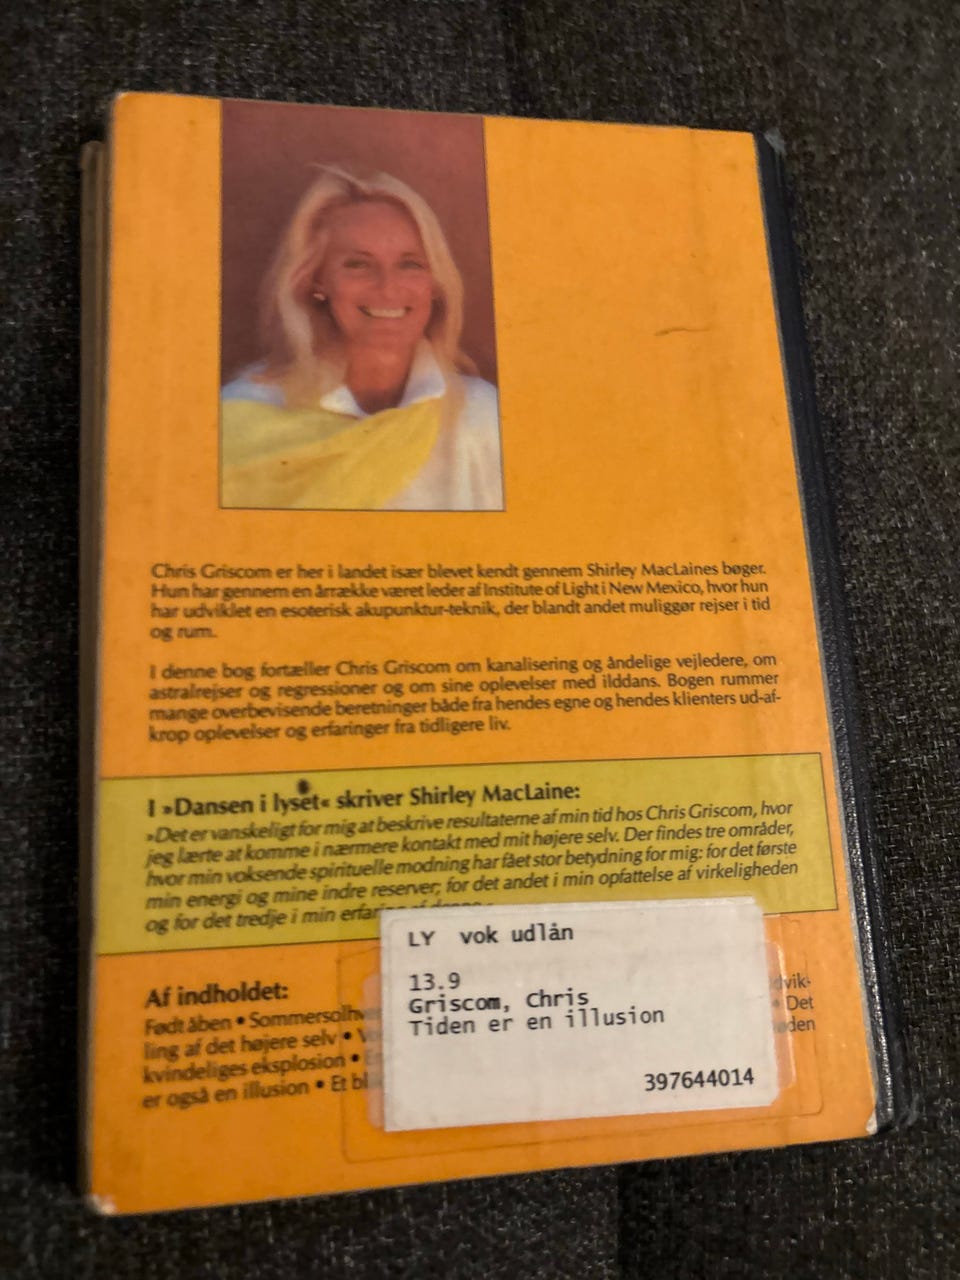 Chris Griscom er her i landet især blevet kendt gennem Shirley MacLaines bøger.
Hun har gennem en årrække været leder af Institute of Light i New Mexico, hvor hun
har udviklet en esoterisk akupunktur-teknik, der blandt andet muliggør rejser i tid
og rum.
I denne bog fortæller Chris Griscom om kanalisering og åndelige vejledere, om
astralrejser og regressioner og om sine oplevelser med ilddans. Bogen rummer
mange overbevisende beretninger både fra hendes egne og hendes klienters ud-af-
krop oplevelser og erfaringer fra tidligere liv.
I »Dansen i lyset« skriver Shirley MacLaine:
»Det er vanskeligt for mig at beskrive resultaterne af min tid hos Chris Griscom, hvor
jeg lærte at komme i nærmere kontakt med mit højere selv. Der findes tre områder,
hvor min voksende spirituelle modning har fået stor betydning for mig: for det første
min energi og mine indre reserver, for det andet i min opfattelse af virkeligheden
og for det tredje i min erfaring af denne.«
Af indholdet:
Født åben • Sommersolhv
ling af det højere selv •
kvindeliges eksplosion •
er også en illusion • Et bl
dvik-
• Det
den
LY vok udlån
13.9
Griscom, Chris
Tiden er en illusion
397644014